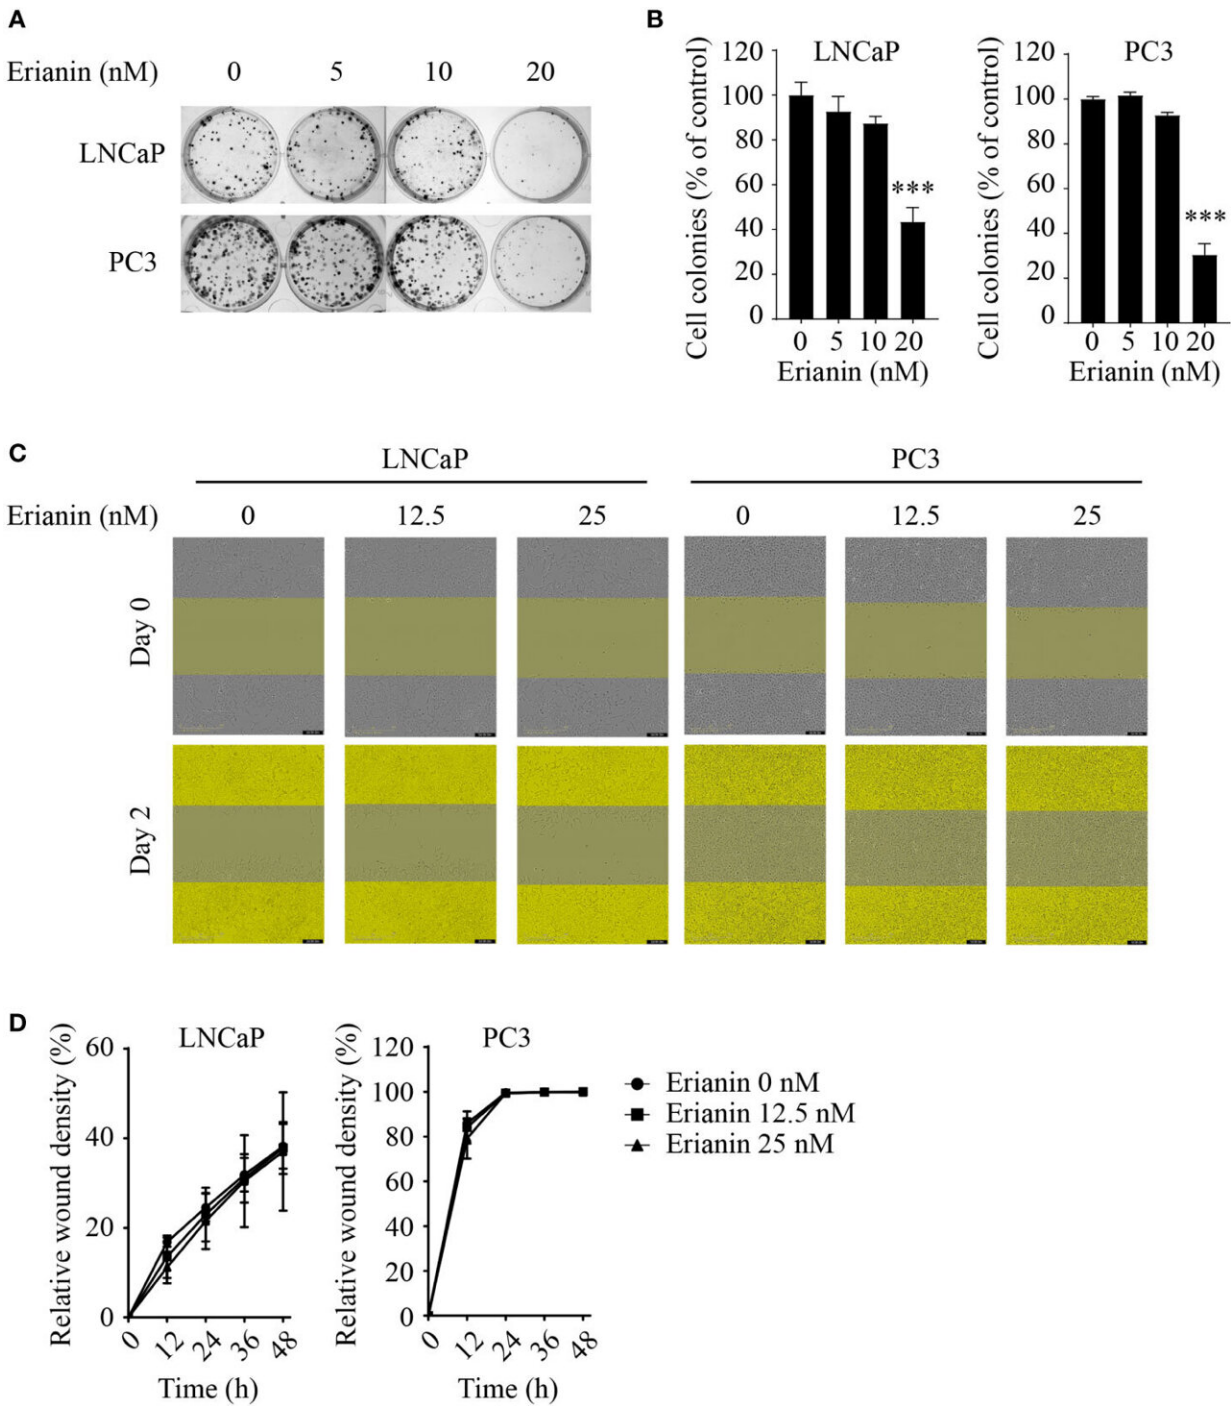 A
Erianin (nM) 0 5 10 20
LNCaP
PC3
B
LNCaP
Cell colonies (% of control)
120
100
80
60
40
20
0
***
0 5 10 20
Erianin (nM)
PC3
Cell colonies (% of control)
120
100
80
60
40
20
0
***
0 5 10 20
Erianin (nM)
C
LNCaP PC3
Erianin (nM) 0 12.5 25 0 12.5 25
Day 0
Day 2
D
LNCaP
Relative wound density (%)
60
40
20
0
0 12 24 36 48
Time (h)
PC3
Relative wound density (%)
120
100
80
60
40
20
0
0 12 24 36 48
Time (h)
Erianin 0 nM
Erianin 12.5 nM
Erianin 25 nM